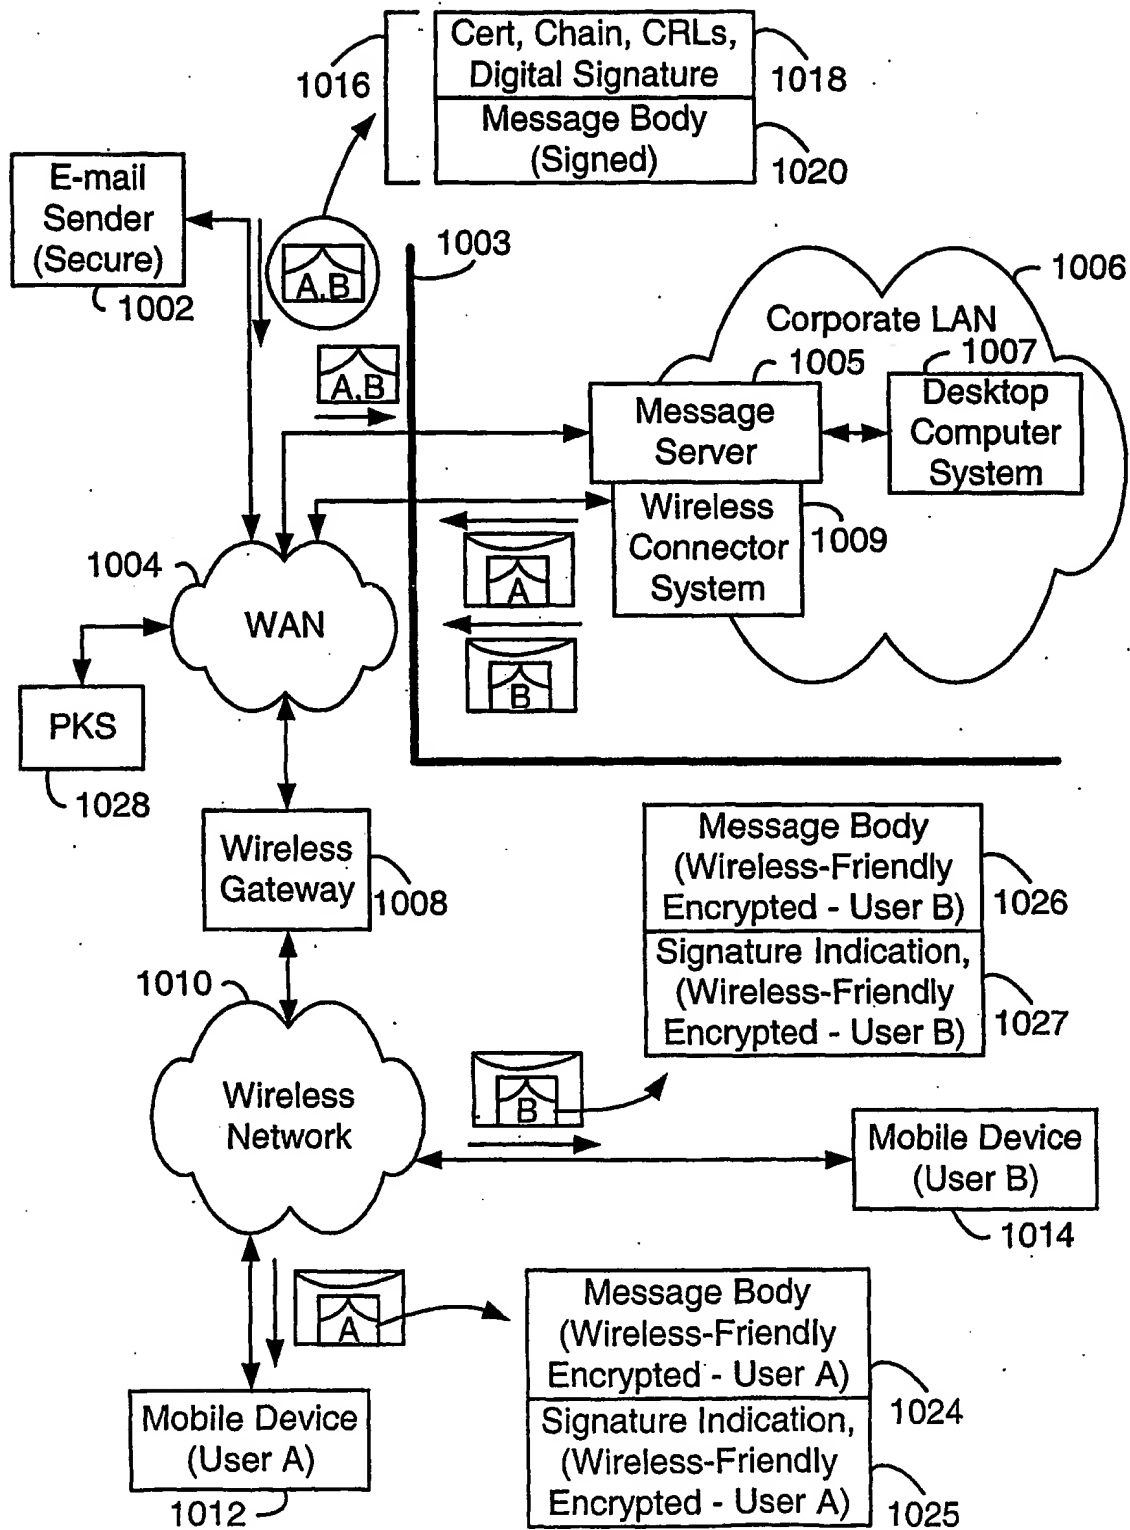 Cert, Chain, CRLs,
Digital Signature
1016
1018
Message Body
(Signed)
1020
E-mail
Sender
(Secure)
1002
A,B
1003
1006
A,B
Corporate LAN
1005
1007
Message
Server
Desktop
Computer
System
Wireless
Connector
System
1009
A
B
1004
WAN
PKS
1028
Wireless
Gateway
1008
Message Body
(Wireless-Friendly
Encrypted - User B)
1026
Signature Indication,
(Wireless-Friendly
Encrypted - User B)
1027
1010
Wireless
Network
B
Mobile Device
(User B)
1014
A
Message Body
(Wireless-Friendly
Encrypted - User A)
1024
Signature Indication,
(Wireless-Friendly
Encrypted - User A)
1025
Mobile Device
(User A)
1012